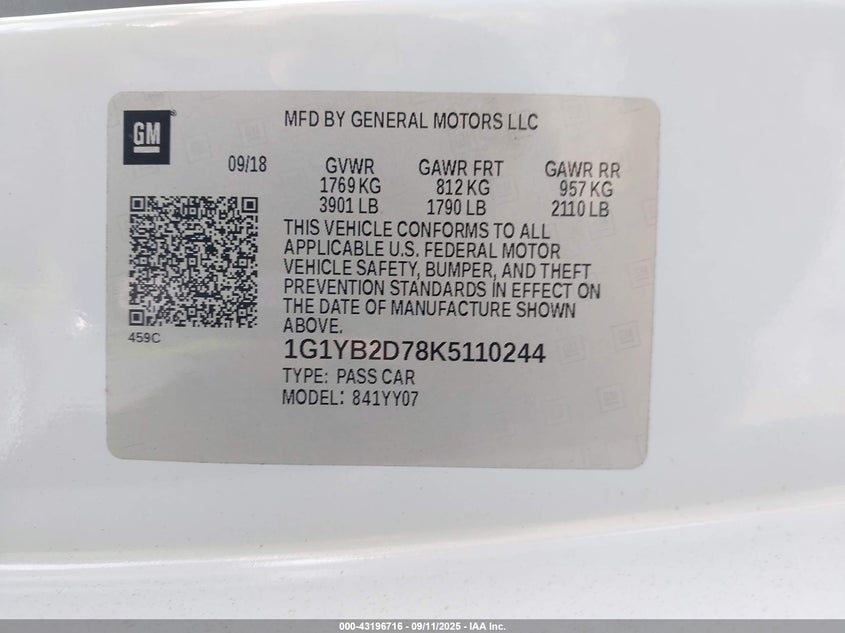 GM
MFD BY GENERAL MOTORS LLC
09/18
GVWR GAWR FRT GAWR RR
1769 KG 812 KG 957 KG
3901 LB 1790 LB 2110 LB
THIS VEHICLE CONFORMS TO ALL
APPLICABLE U.S. FEDERAL MOTOR
VEHICLE SAFETY, BUMPER, AND THEFT
PREVENTION STANDARDS IN EFFECT ON
THE DATE OF MANUFACTURE SHOWN
ABOVE.
459C
1G1YB2D78K5110244
TYPE: PASS CAR
MODEL: 841YY07
000-43196716 - 09/11/2025 - IAA Inc.